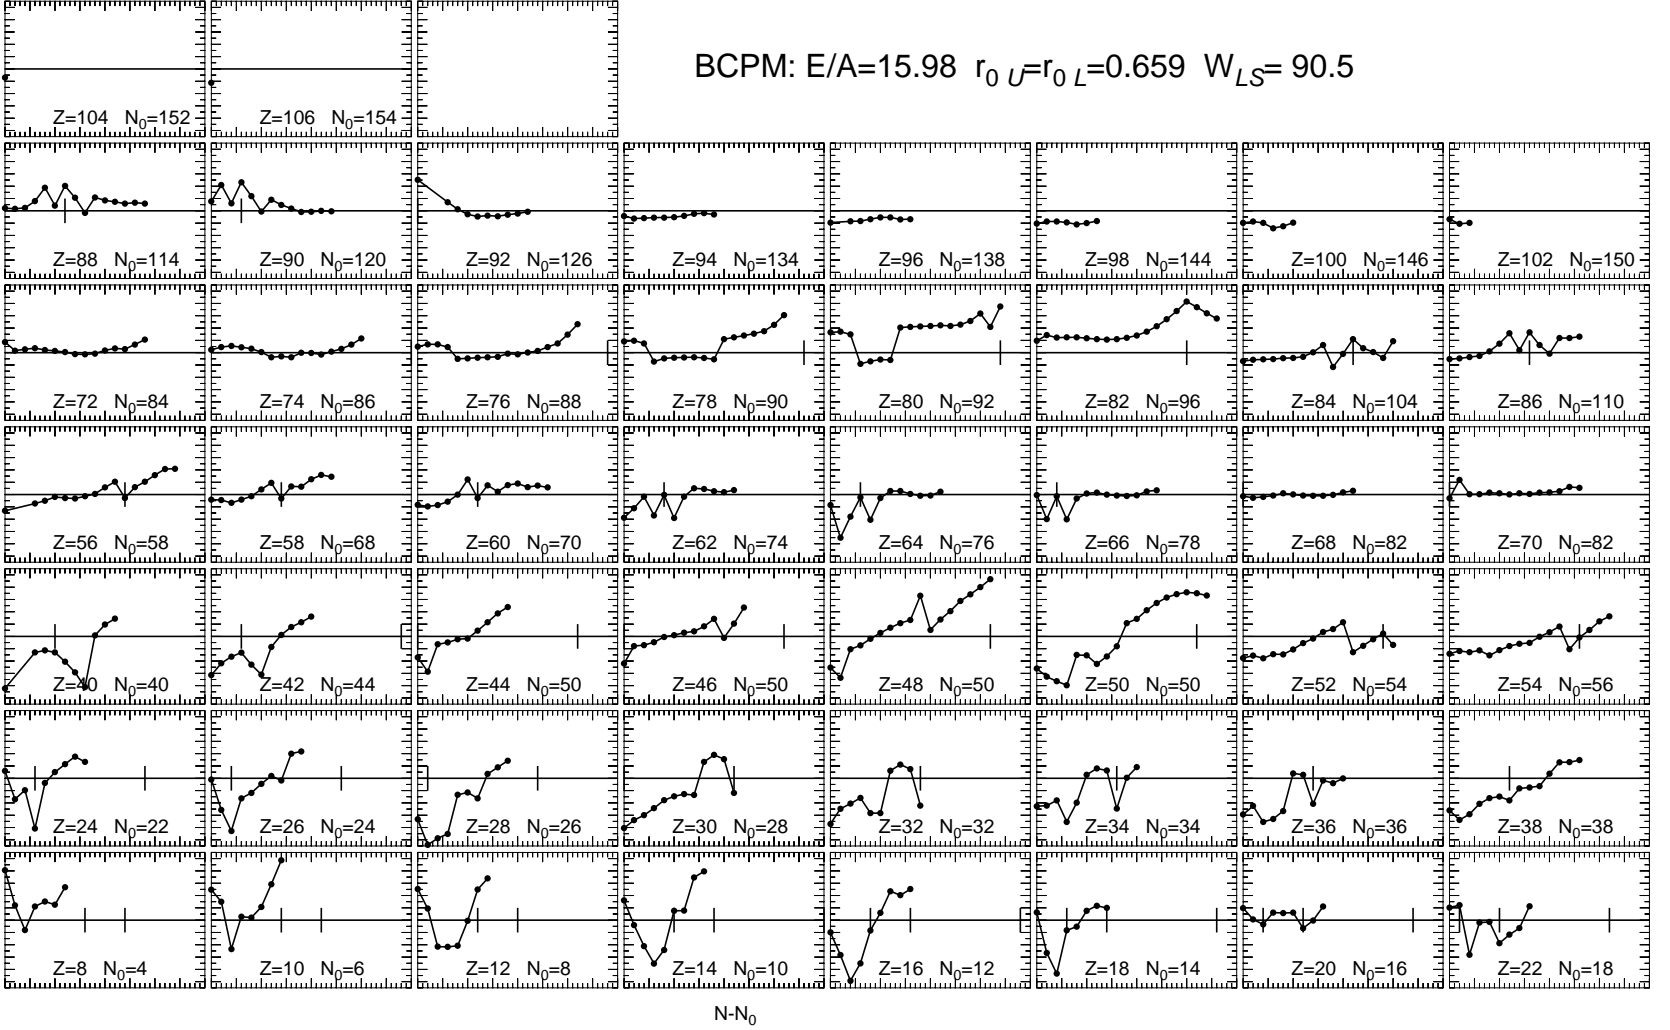 BCPM: E/A=15.98 r0 U=r0 L=0.659 WLS= 90.5
Z=104 N0=152 Z=106 N0=154
Z=88 N0=114 Z=90 N0=120 Z=92 N0=126 Z=94 N0=134 Z=96 N0=138 Z=98 N0=144 Z=100 N0=146 Z=102 N0=150
Z=72 N0=84 Z=74 N0=86 Z=76 N0=88 Z=78 N0=90 Z=80 N0=92 Z=82 N0=96 Z=84 N0=104 Z=86 N0=110
Z=56 N0=58 Z=58 N0=68 Z=60 N0=70 Z=62 N0=74 Z=64 N0=76 Z=66 N0=78 Z=68 N0=82 Z=70 N0=82
Z=40 N0=40 Z=42 N0=44 Z=44 N0=50 Z=46 N0=50 Z=48 N0=50 Z=50 N0=50 Z=52 N0=54 Z=54 N0=56
Z=24 N0=22 Z=26 N0=24 Z=28 N0=26 Z=30 N0=28 Z=32 N0=32 Z=34 N0=34 Z=36 N0=36 Z=38 N0=38
Z=8 N0=4 Z=10 N0=6 Z=12 N0=8 Z=14 N0=10 Z=16 N0=12 Z=18 N0=14 Z=20 N0=16 Z=22 N0=18
N-N0